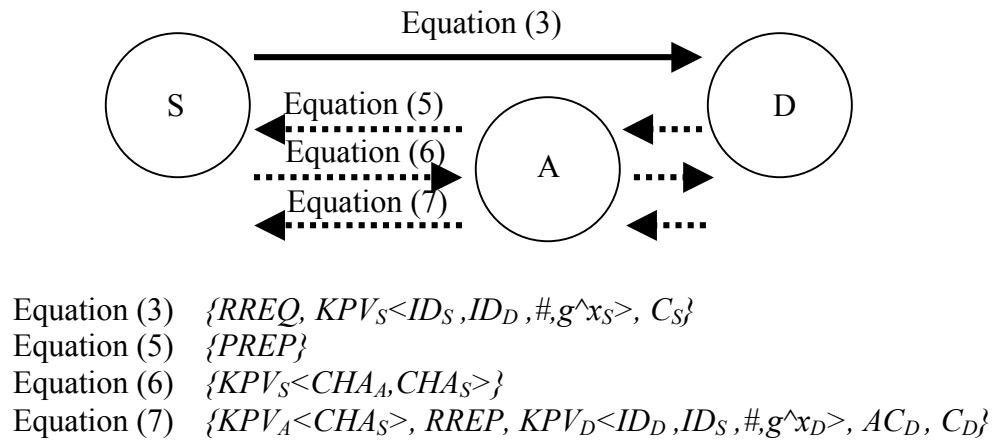 Equation (3)
S
D
Equation (5)
Equation (6)
A
Equation (7)
Equation (3) {RREQ, KPV_S<ID_S ,ID_D ,#,g^x_S>, C_S}
Equation (5) {PREP}
Equation (6) {KPV_S<CHA_A,CHA_S>}
Equation (7) {KPV_A<CHA_S>, RREP, KPV_D<ID_D ,ID_S ,#,g^x_D>, AC_D , C_D}